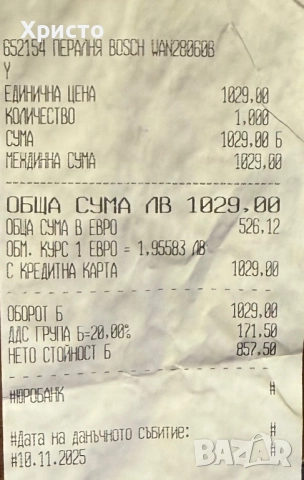 Христо
652154 ПЕРАЛНЯ BOSCH WAN28060B
Y
ЕДИНИЧНА ЦЕНА 1029,00
КОЛИЧЕСТВО 1,000
СУМА 1029,00 Б
МЕЖДИННА СУМА 1029,00
ОБЩА СУМА ЛВ 1029,00
ОБЩА СУМА В ЕВРО 526,12
ОБМ. КУРС 1 ЕВРО = 1,95583 ЛВ
С КРЕДИТНА КАРТА 1029,00
ОБОРОТ Б 1029.00
ДДС ГРУПА Б=20,00% 171.50
НЕТО СТОЙНОСТ Б 857.50
#ЮРОБАНК #
#Дата на данъчното събитие: #
#10.11.2025 #
BAZAR